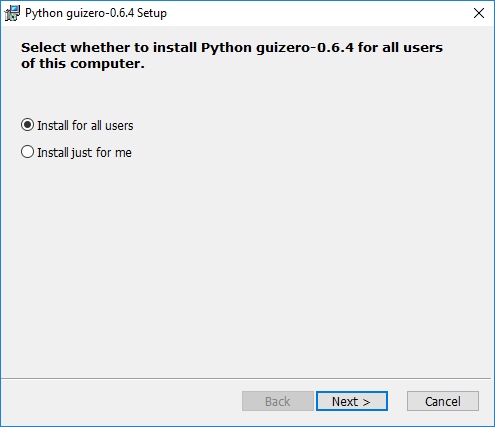 Python guizero-0.6.4 Setup
Select whether to install Python guizero-0.6.4 for all users
of this computer.
Install for all users
Install just for me
Back
Next >
Cancel